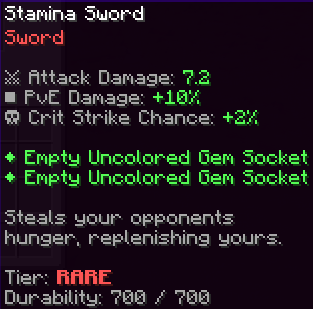 Stamina Sword
Sword
⚔ Attack Damage: 7.2
■ PvE Damage: +10%
☠ Crit Strike Chance: +2%
◆ Empty Uncolored Gem Socket
◆ Empty Uncolored Gem Socket
Steals your opponents
hunger, replenishing yours.
Tier: RARE
Durability: 700 / 700